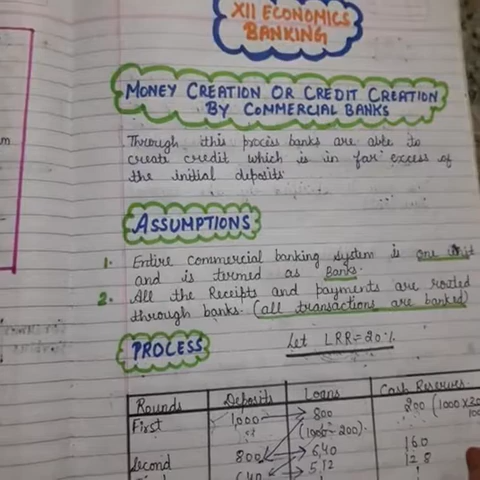 XII ECONOMICS
BANKING
MONEY CREATION OR CREDIT CREATION
BY COMMERCIAL BANKS
Through this process banks are able to
create credit which is in far excess of
the initial deposits
ASSUMPTIONS
1. Entire commercial banking system is one unit
and is termed as Banks.
2. All the Receipts and payments are routed
through banks. (all transactions are banked)
PROCESS
Let LRR=20%
Rounds Deposits Loans Cash Reserves
First 1,000 800 200 (1000×20
100
(1000-200).
Second 800 6,40 160
640 5,12 128
m